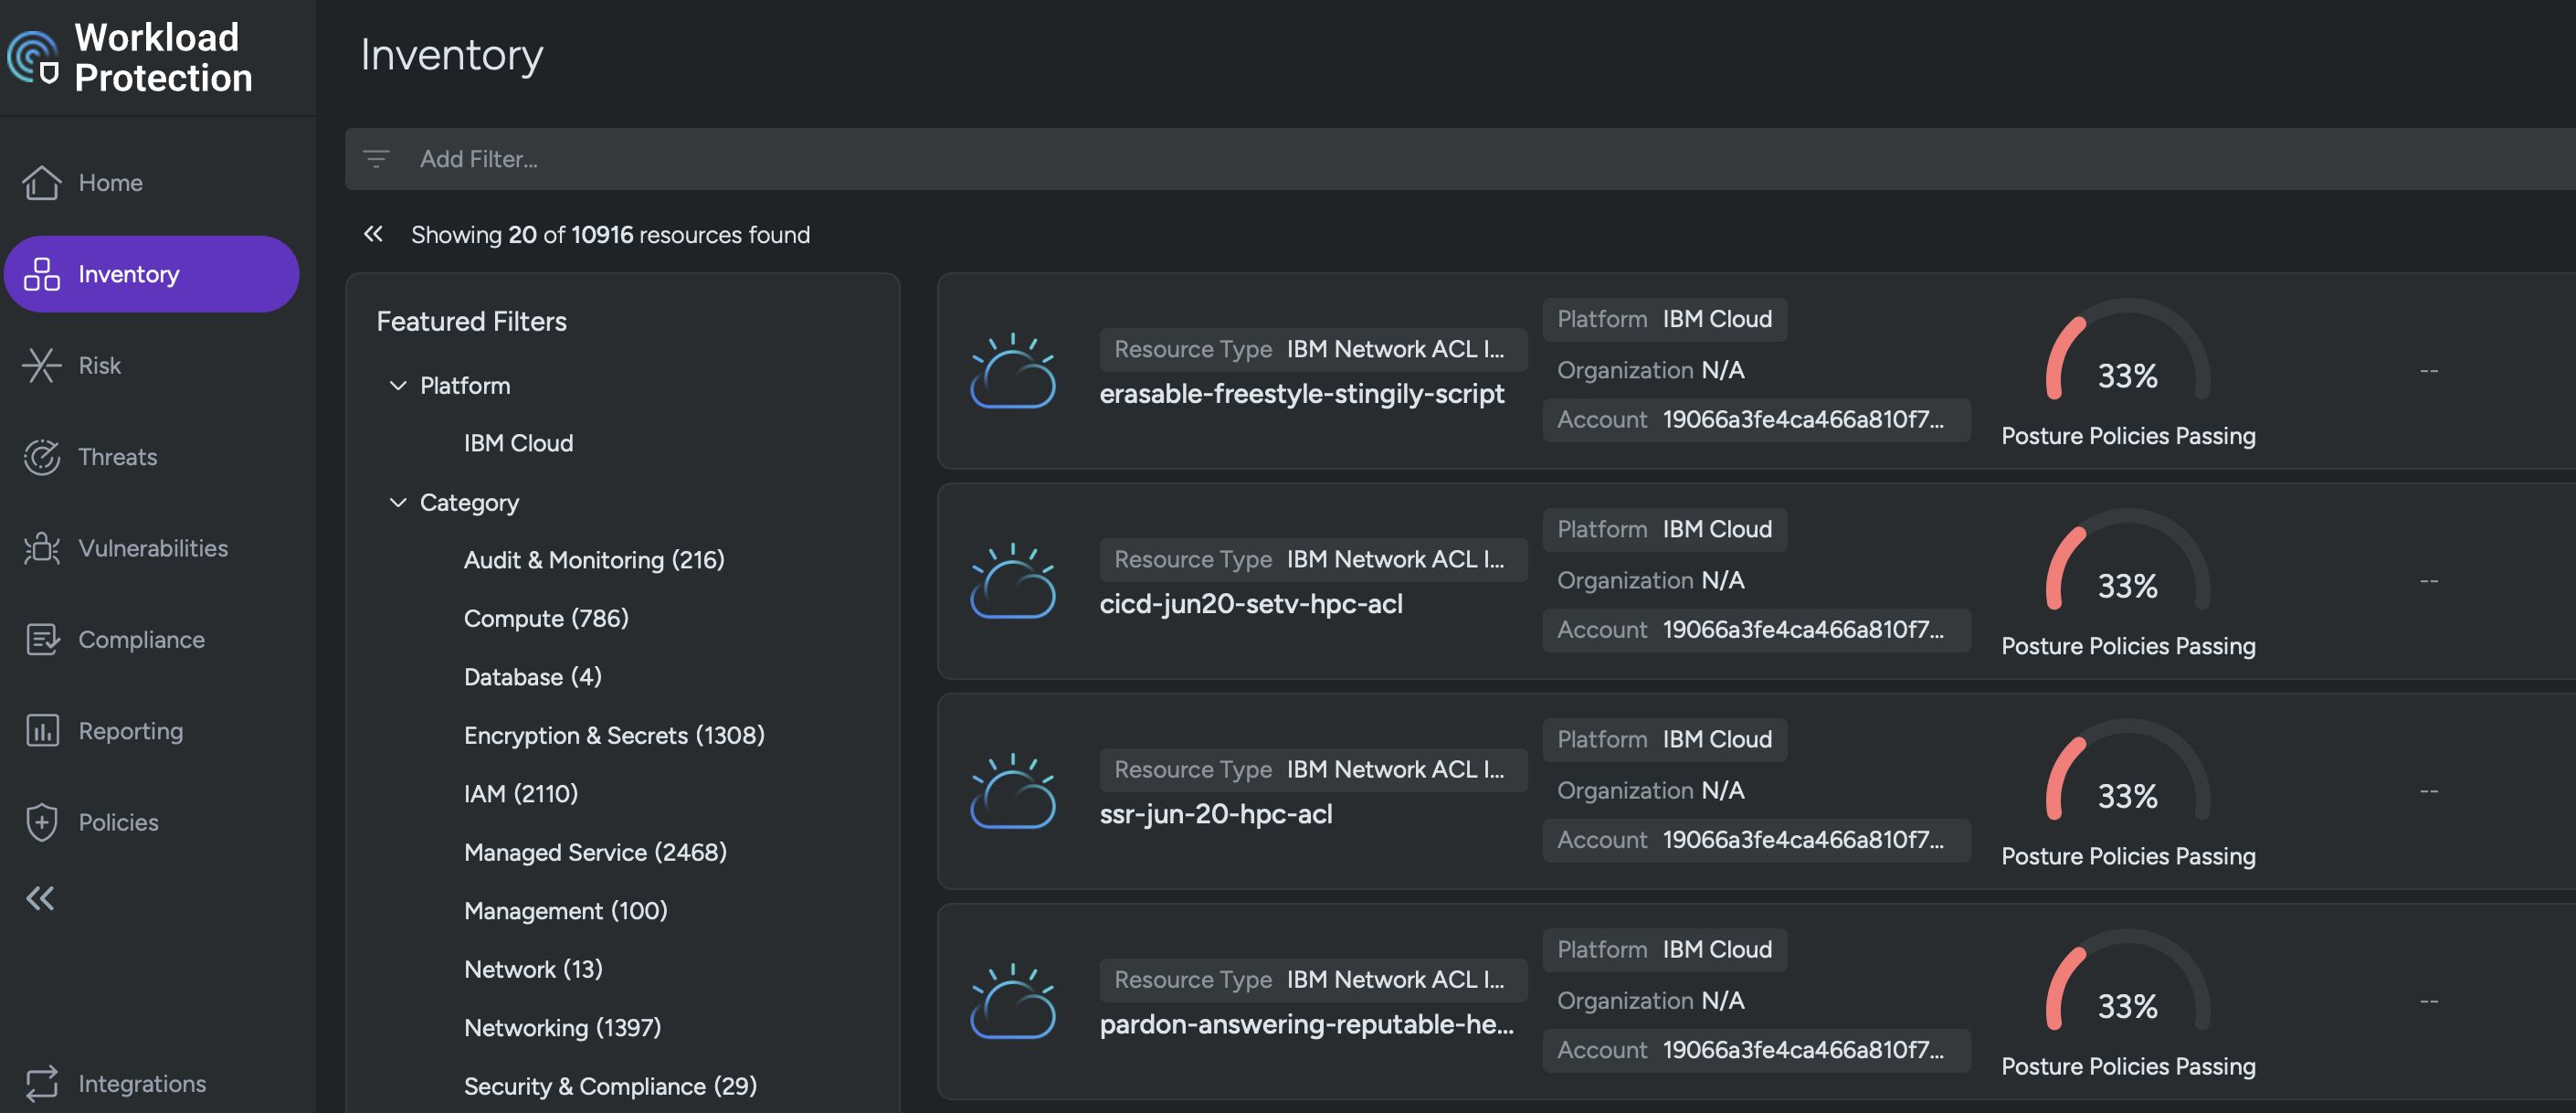 Workload
Protection
Home
Inventory
Risk
Threats
Vulnerabilities
Compliance
Reporting
Policies
Integrations
Inventory
Add Filter...
Showing 20 of 10916 resources found
Featured Filters
Platform
IBM Cloud
Category
Audit & Monitoring (216)
Compute (786)
Database (4)
Encryption & Secrets (1308)
IAM (2110)
Managed Service (2468)
Management (100)
Network (13)
Networking (1397)
Security & Compliance (29)
Resource Type IBM Network ACL I...
erasable-freestyle-stingily-script
Platform IBM Cloud
Organization N/A
Account 19066a3fe4ca466a810f7...
33%
Posture Policies Passing
--
Resource Type IBM Network ACL I...
cicd-jun20-setv-hpc-acl
Platform IBM Cloud
Organization N/A
Account 19066a3fe4ca466a810f7...
33%
Posture Policies Passing
--
Resource Type IBM Network ACL I...
ssr-jun-20-hpc-acl
Platform IBM Cloud
Organization N/A
Account 19066a3fe4ca466a810f7...
33%
Posture Policies Passing
--
Resource Type IBM Network ACL I...
pardon-answering-reputable-he...
Platform IBM Cloud
Organization N/A
Account 19066a3fe4ca466a810f7...
33%
Posture Policies Passing
--